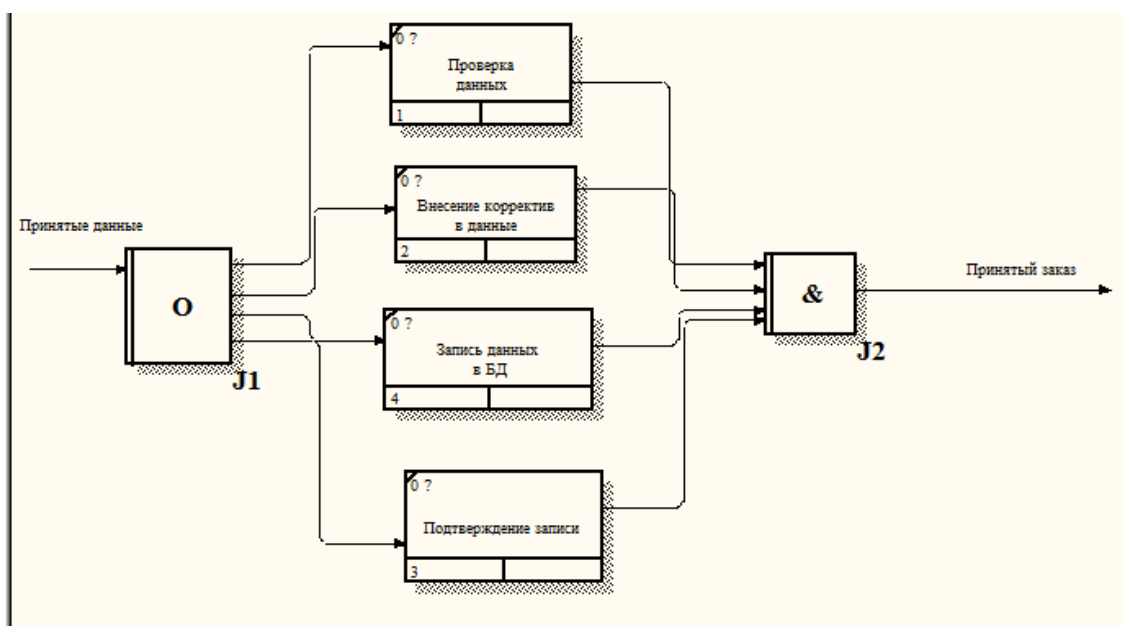 0 ?
Проверка
данных
1
0 ?
Внесение корректив
в данные
2
Принятые данные
O
J1
0 ?
Запись данных
в БД
4
0 ?
Подтверждение записи
3
&
J2
Принятый заказ